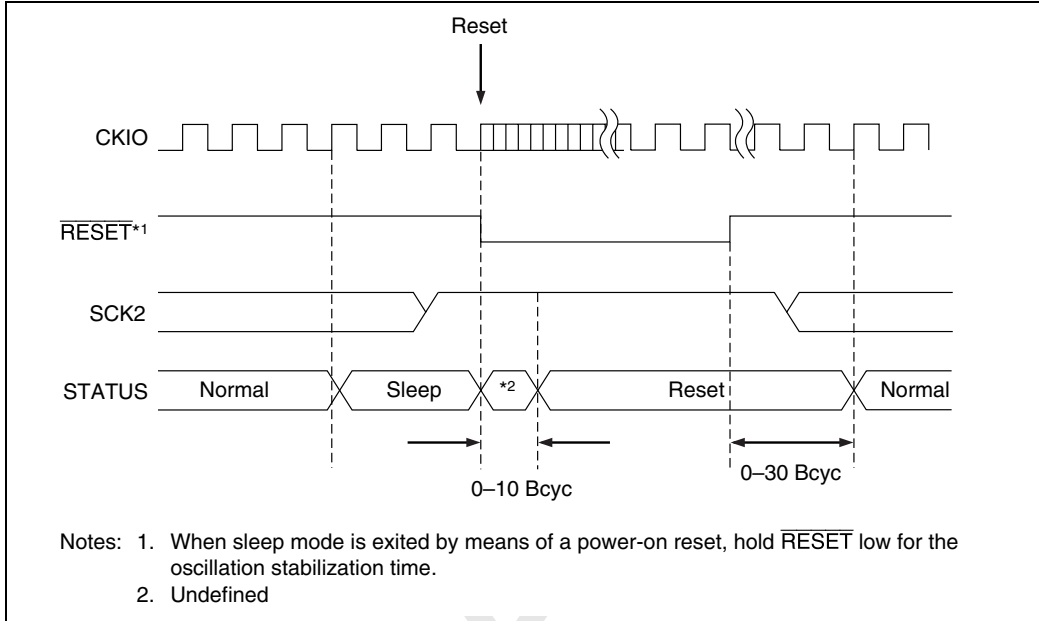 Reset
CKIO
RESET*1
SCK2
STATUS Normal Sleep *2 Reset Normal
0–10 Bcyc
0–30 Bcyc
Notes: 1. When sleep mode is exited by means of a power-on reset, hold RESET low for the
oscillation stabilization time.
2. Undefined